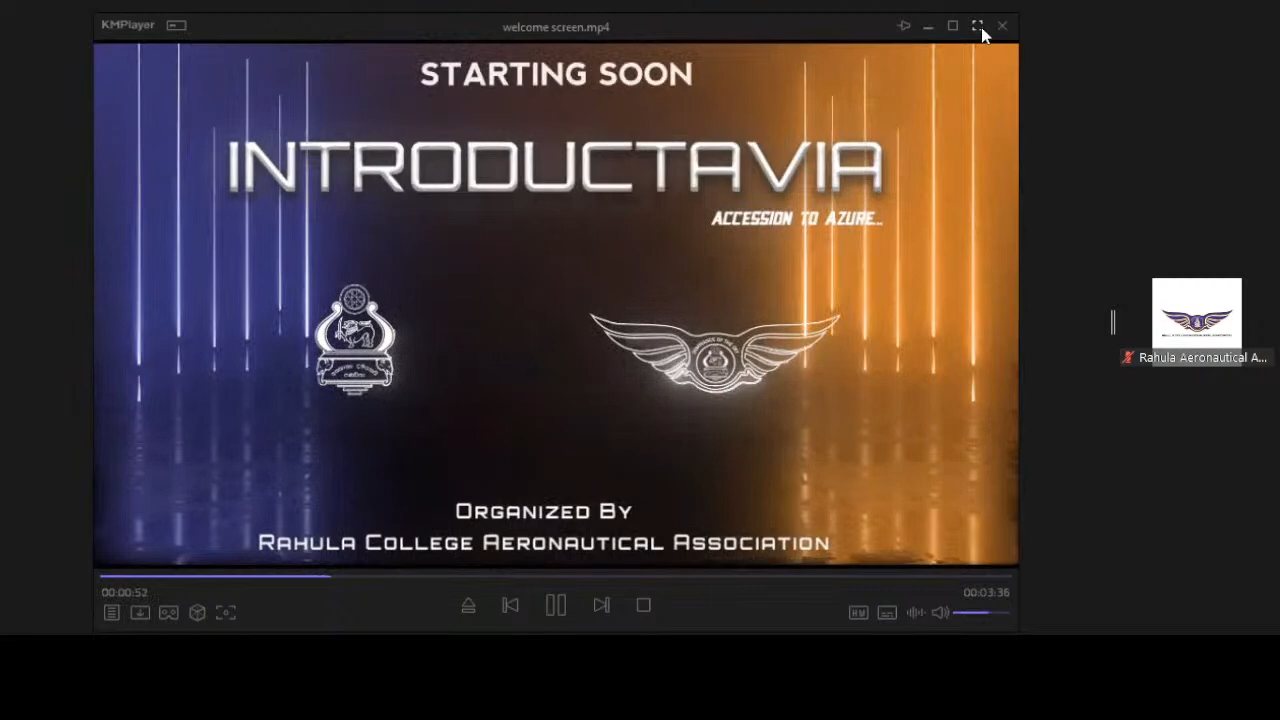 KMPlayer
welcome screen.mp4
STARTING SOON
INTRODUCTAVIA
ACCESSION TO AZURE...
ORGANIZED BY
RAHULA COLLEGE AERONAUTICAL ASSOCIATION
Rahula Aeronautical A...
00:00:52
00:03:36